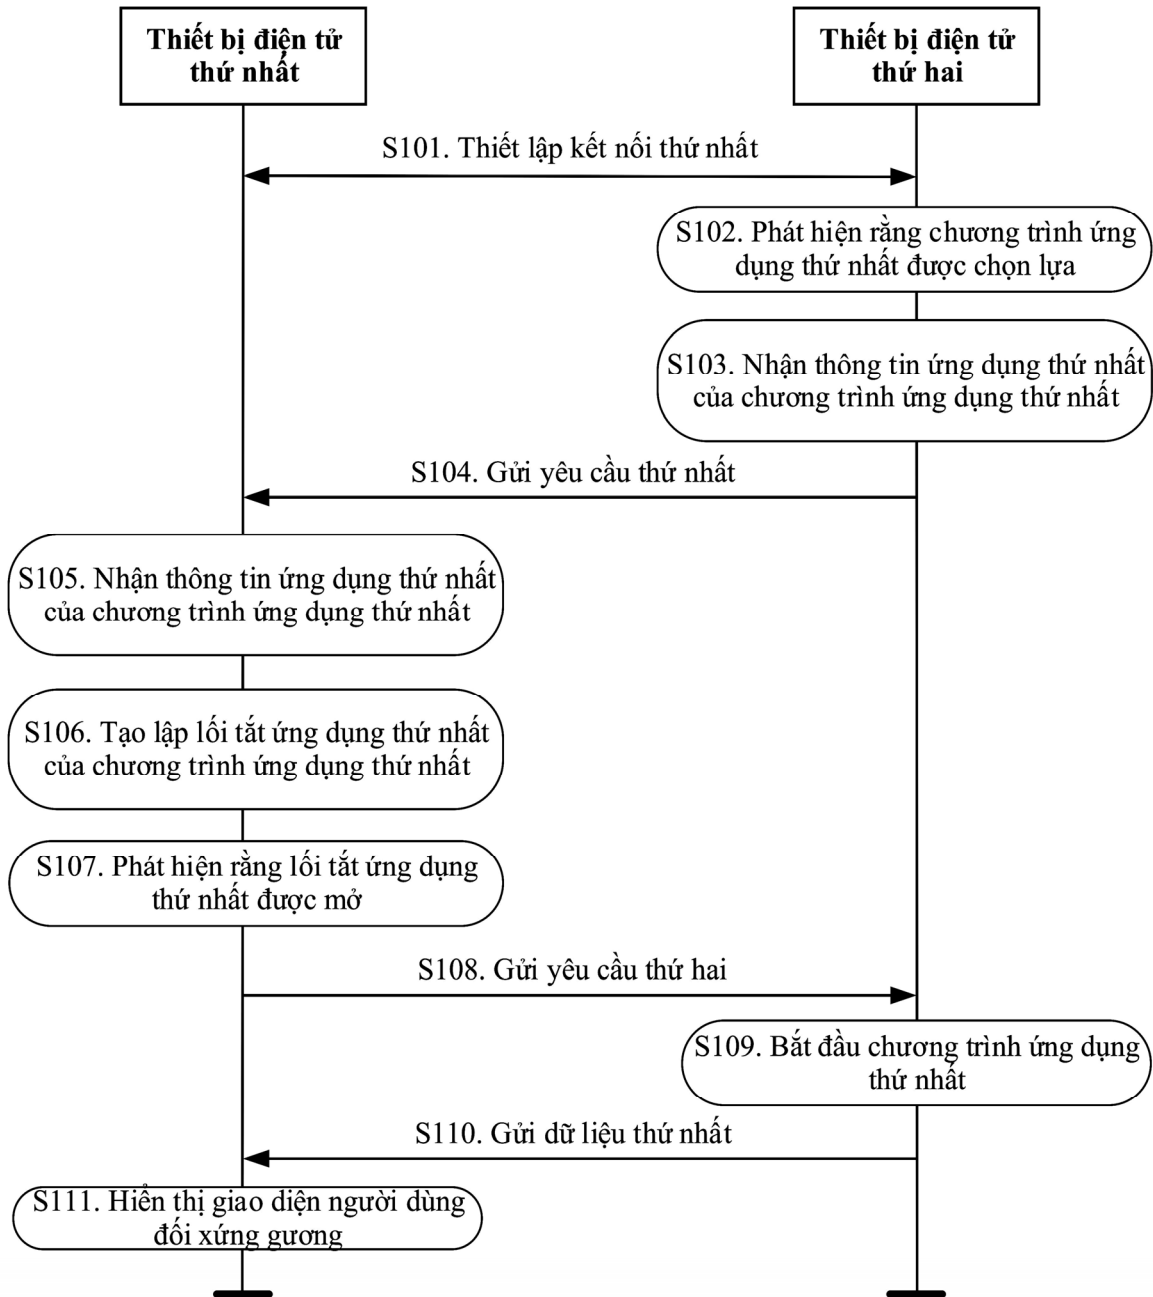 Thiết bị điện tử
thứ nhất
Thiết bị điện tử
thứ hai
S101. Thiết lập kết nối thứ nhất
S102. Phát hiện rằng chương trình ứng
dụng thứ nhất được chọn lựa
S103. Nhận thông tin ứng dụng thứ nhất
của chương trình ứng dụng thứ nhất
S104. Gửi yêu cầu thứ nhất
S105. Nhận thông tin ứng dụng thứ nhất
của chương trình ứng dụng thứ nhất
S106. Tạo lập lối tắt ứng dụng thứ nhất
của chương trình ứng dụng thứ nhất
S107. Phát hiện rằng lối tắt ứng dụng
thứ nhất được mở
S108. Gửi yêu cầu thứ hai
S109. Bắt đầu chương trình ứng dụng
thứ nhất
S110. Gửi dữ liệu thứ nhất
S111. Hiển thị giao diện người dùng
đối xứng gương